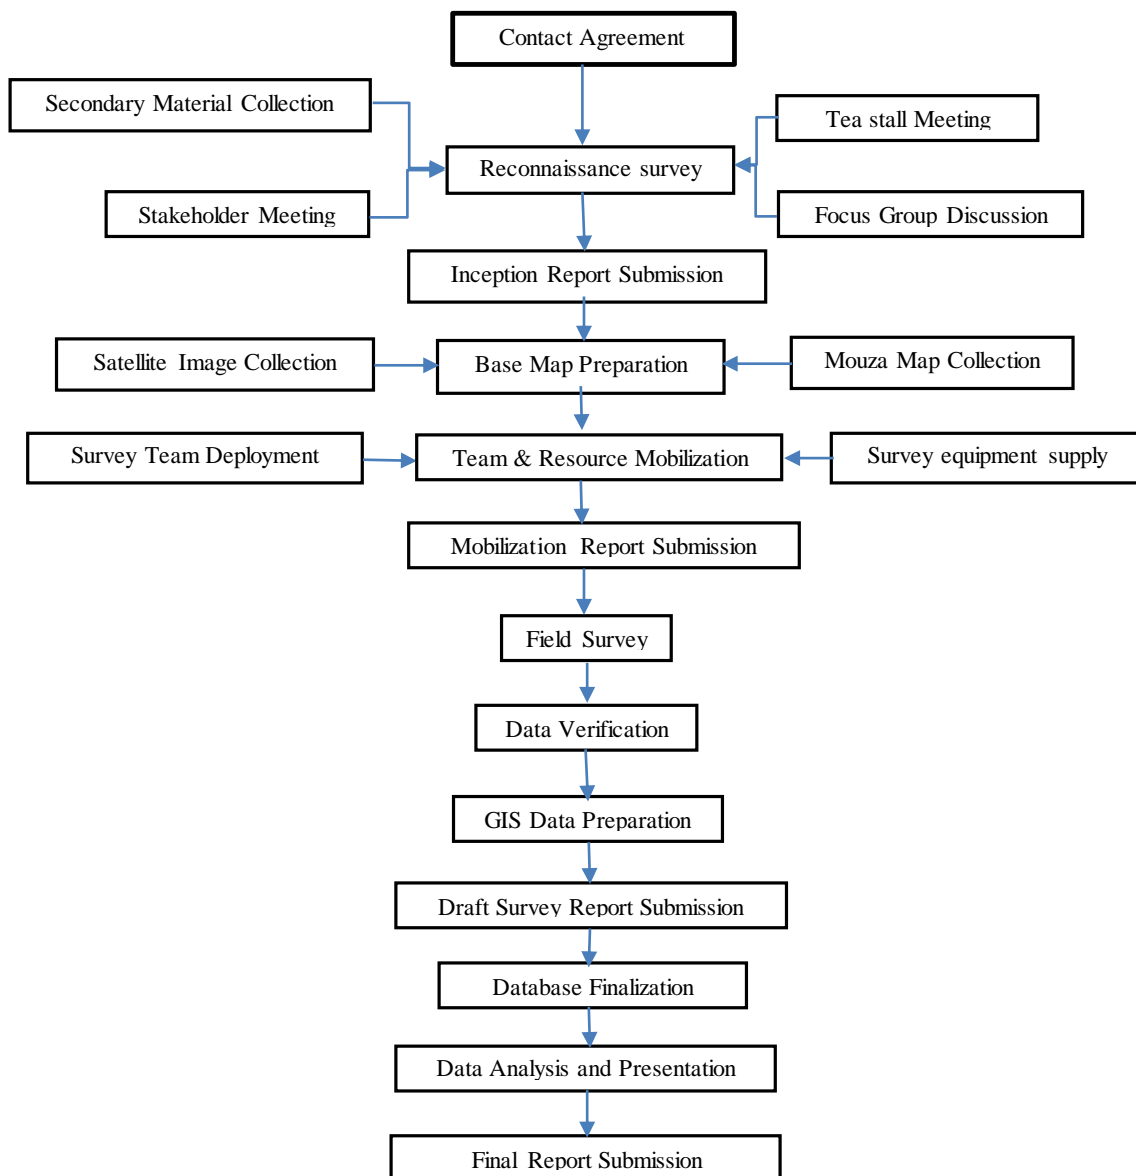 Contact Agreement
Secondary Material Collection
Tea stall Meeting
Reconnaissance survey
Stakeholder Meeting
Focus Group Discussion
Inception Report Submission
Satellite Image Collection
Base Map Preparation
Mouza Map Collection
Survey Team Deployment
Team & Resource Mobilization
Survey equipment supply
Mobilization Report Submission
Field Survey
Data Verification
GIS Data Preparation
Draft Survey Report Submission
Database Finalization
Data Analysis and Presentation
Final Report Submission